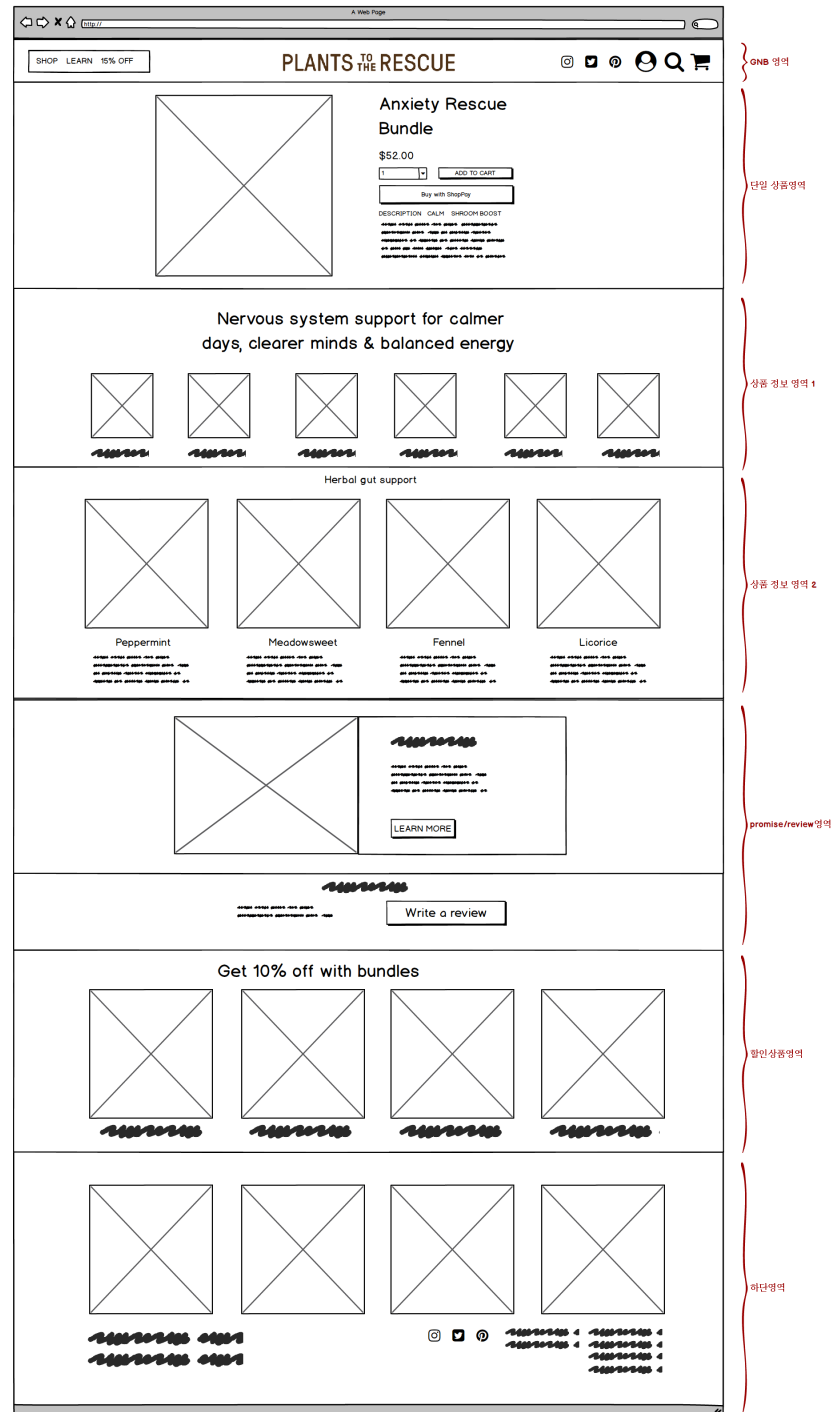 A Web Page
http://
SHOP LEARN 15% OFF
PLANTS TO THE RESCUE
GNB 영역
Anxiety Rescue
Bundle
$52.00
1
ADD TO CART
Buy with ShopPay
DESCRIPTION CALM SHROOM BOOST
단일 상품영역
Nervous system support for calmer
days, clearer minds & balanced energy
상품 정보 영역 1
Herbal gut support
Peppermint Meadowsweet Fennel Licorice
상품 정보 영역 2
LEARN MORE
promise/review영역
Write a review
Get 10% off with bundles
할인상품영역
하단영역